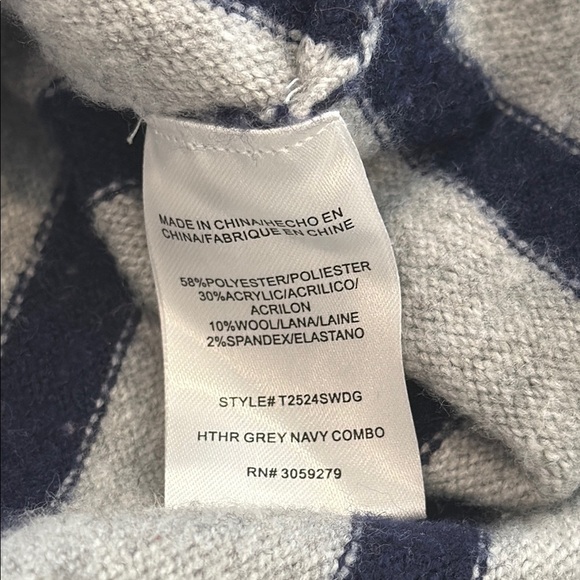 MADE IN CHINA/HECHO EN
CHINA/FABRIQUE EN CHINE
58%POLYESTER/POLIESTER
30%ACRYLIC/ACRILICO/
ACRILON
10%WOOL/LANA/LAINE
2%SPANDEX/ELASTANO
STYLE# T2524SWDG
HTHR GREY NAVY COMBO
RN# 3059279